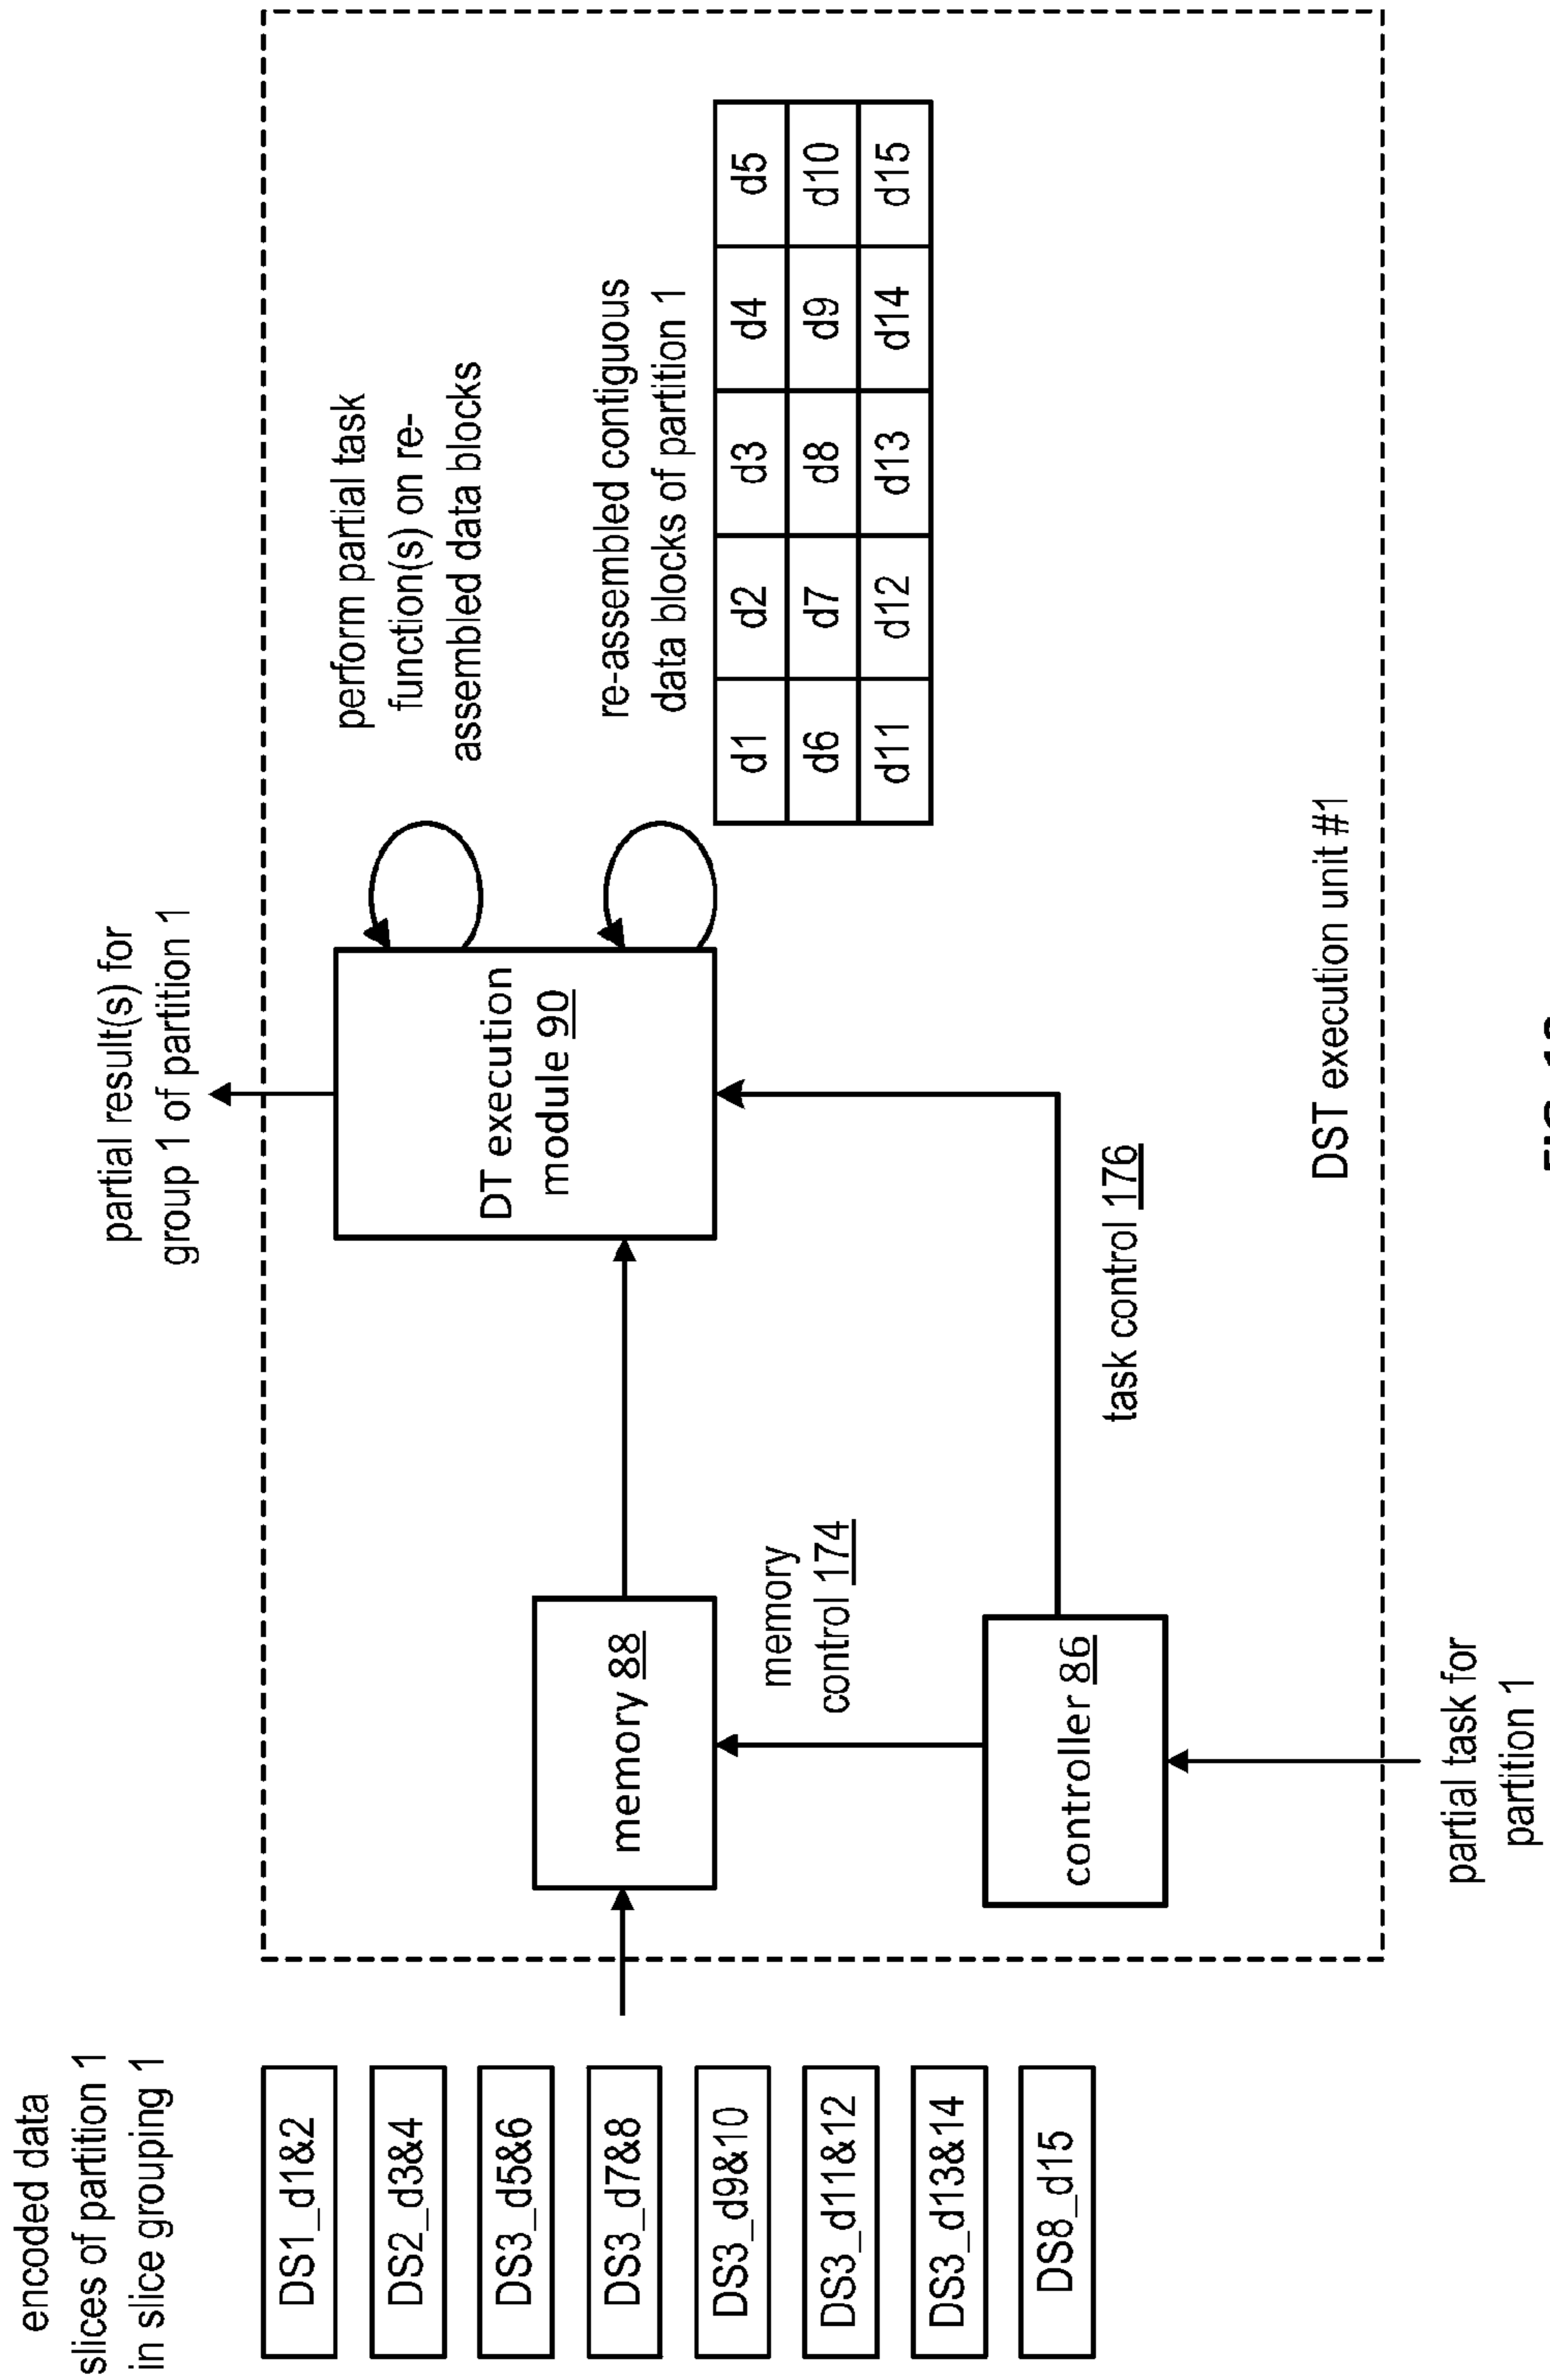 encoded data
slices of partition 1
in slice grouping 1
DS1_d1&2
DS2_d3&4
DS3_d5&6
DS3_d7&8
DS3_d9&10
DS3_d11&12
DS3_d13&14
DS8_d15
memory 88
memory
control 174
controller 86
partial task for
partition 1
task control 176
partial result(s) for
group 1 of partition 1
DT execution
module 90
perform partial task
function(s) on re-
assembled data blocks
re-assembled contiguous
data blocks of partition 1
d1 d2 d3 d4 d5
d6 d7 d8 d9 d10
d11 d12 d13 d14 d15
DST execution unit #1
FIG.